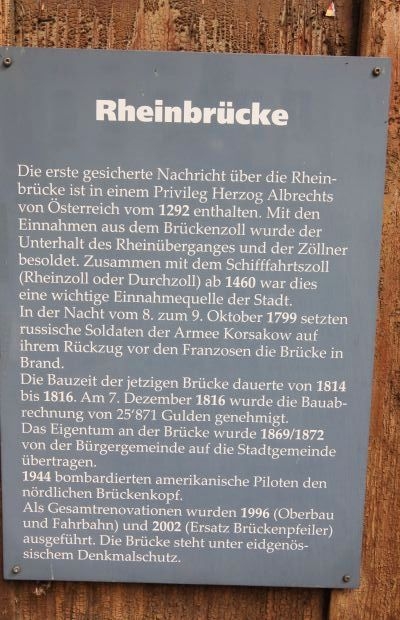 Rheinbrücke
Die erste gesicherte Nachricht über die Rhein-
brücke ist in einem Privileg Herzog Albrechts
von Österreich vom 1292 enthalten. Mit den
Einnahmen aus dem Brückenzoll wurde der
Unterhalt des Rheinüberganges und der Zöllner
besoldet. Zusammen mit dem Schifffahrtszoll
(Rheinzoll oder Durchzoll) ab 1460 war dies
eine wichtige Einnahmequelle der Stadt.
In der Nacht vom 8. zum 9. Oktober 1799 setzten
russische Soldaten der Armee Korsakow auf
ihrem Rückzug vor den Franzosen die Brücke in
Brand.
Die Bauzeit der jetzigen Brücke dauerte von 1814
bis 1816. Am 7. Dezember 1816 wurde die Bauab-
rechnung von 25'871 Gulden genehmigt.
Das Eigentum an der Brücke wurde 1869/1872
von der Bürgergemeinde auf die Stadtgemeinde
übertragen.
1944 bombardierten amerikanische Piloten den
nördlichen Brückenkopf.
Als Gesamtrenovationen wurden 1996 (Oberbau
und Fahrbahn) und 2002 (Ersatz Brückenpfeiler)
ausgeführt. Die Brücke steht unter eidgenös-
sischem Denkmalschutz.